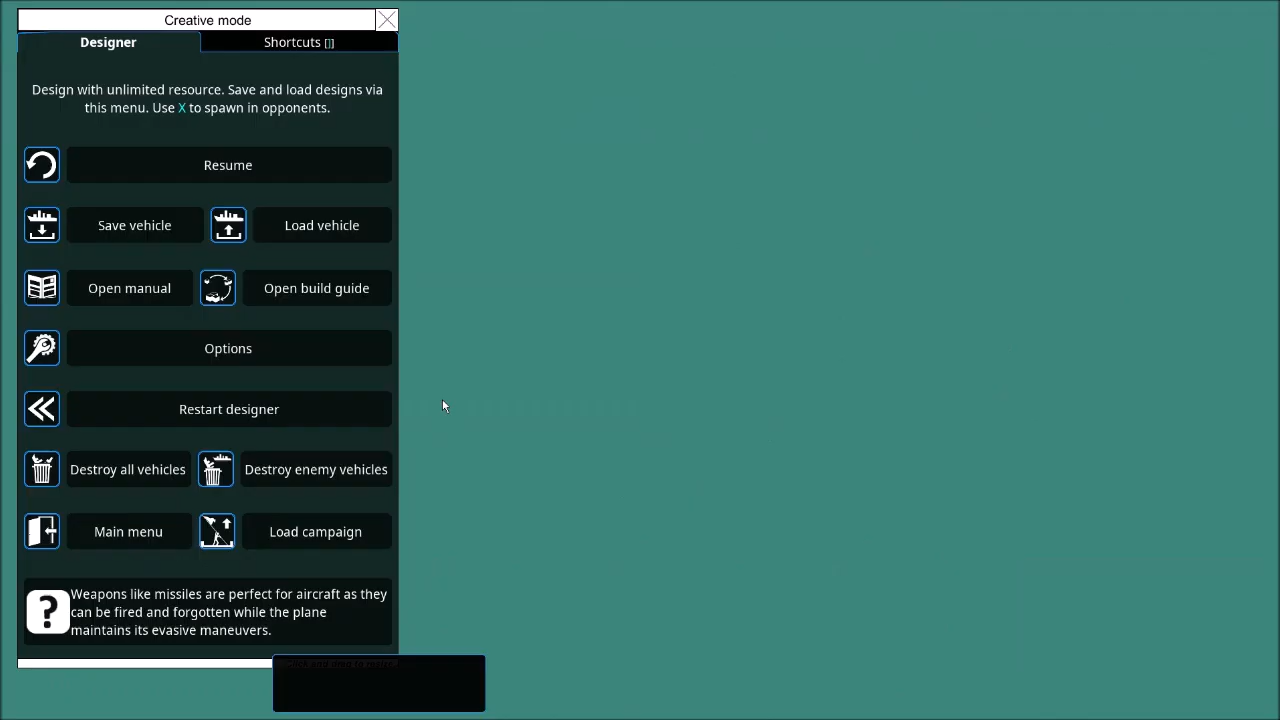 Creative mode
Designer
Shortcuts []
Design with unlimited resource. Save and load designs via
this menu. Use X to spawn in opponents.
Resume
Save vehicle
Load vehicle
Open manual
Open build guide
Options
Restart designer
Destroy all vehicles
Destroy enemy vehicles
Main menu
Load campaign
?
Weapons like missiles are perfect for aircraft as they
can be fired and forgotten while the plane
maintains its evasive maneuvers.